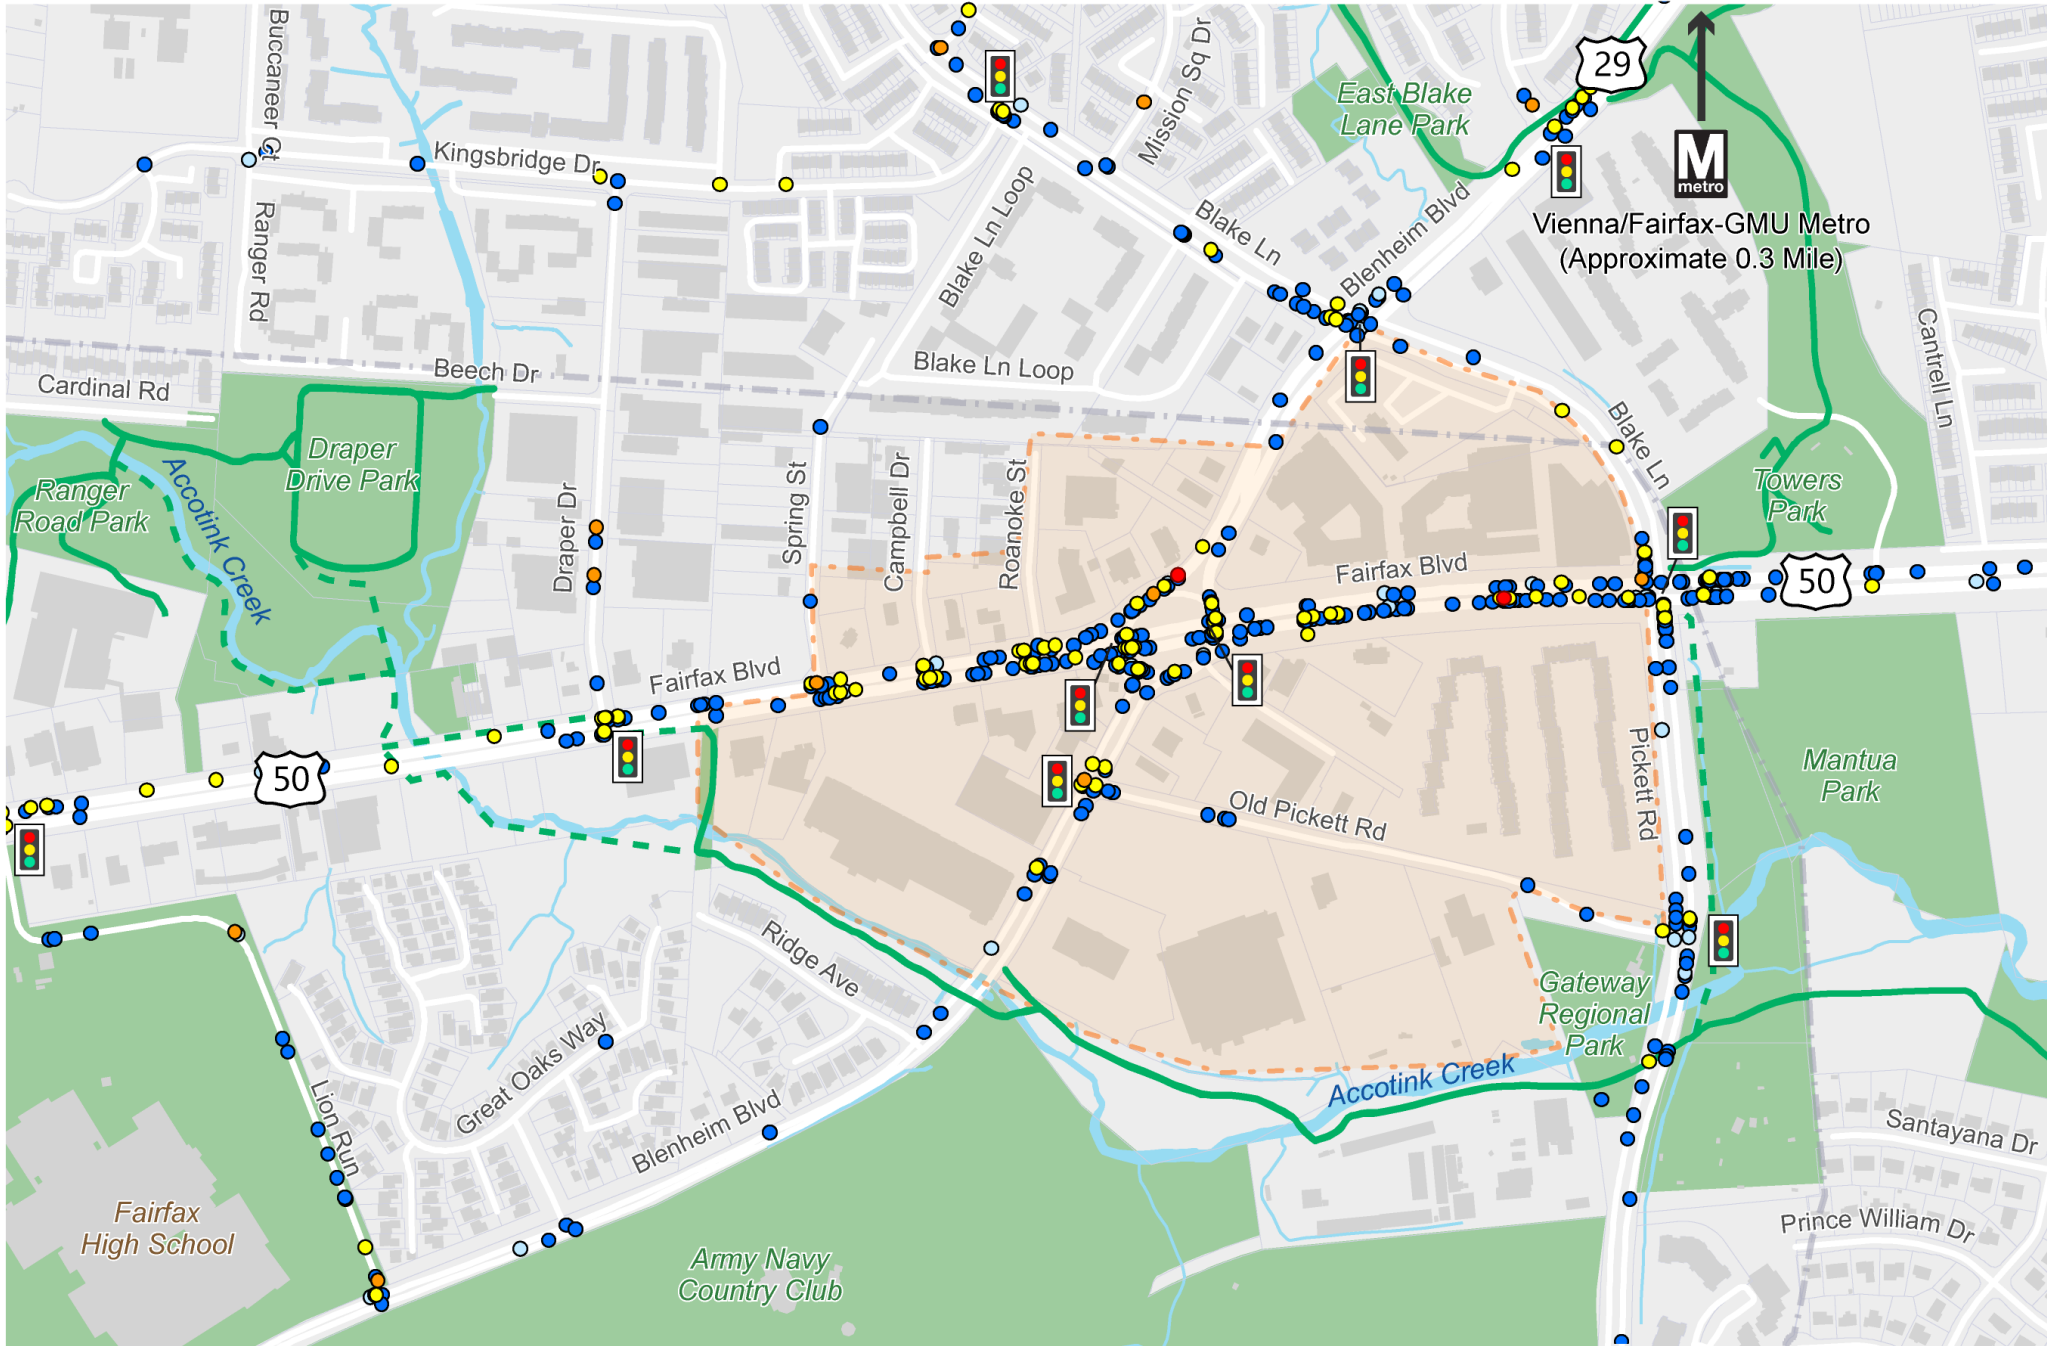 Buccaneer Ct
Mission Sq Dr
29
East Blake
Lane Park
Kingsbridge Dr
M
metro
Vienna/Fairfax-GMU Metro
(Approximate 0.3 Mile)
Ranger Rd
Blake Ln Loop
Blake Ln
Blenheim Blvd
Cantrell Ln
Cardinal Rd
Beech Dr
Blake Ln Loop
Blake Ln
Draper
Drive Park
Ranger
Road Park
Accotink Creek
Draper Dr
Spring St
Campbell Dr
Roanoke St
Towers
Park
Fairfax Blvd
50
Fairfax Blvd
50
Pickett Rd
Mantua
Park
Old Pickett Rd
Ridge Ave
Gateway
Regional
Park
Great Oaks Way
Accotink Creek
Lion Run
Blenheim Blvd
Santayana Dr
Fairfax
High School
Prince William Dr
Army Navy
Country Club